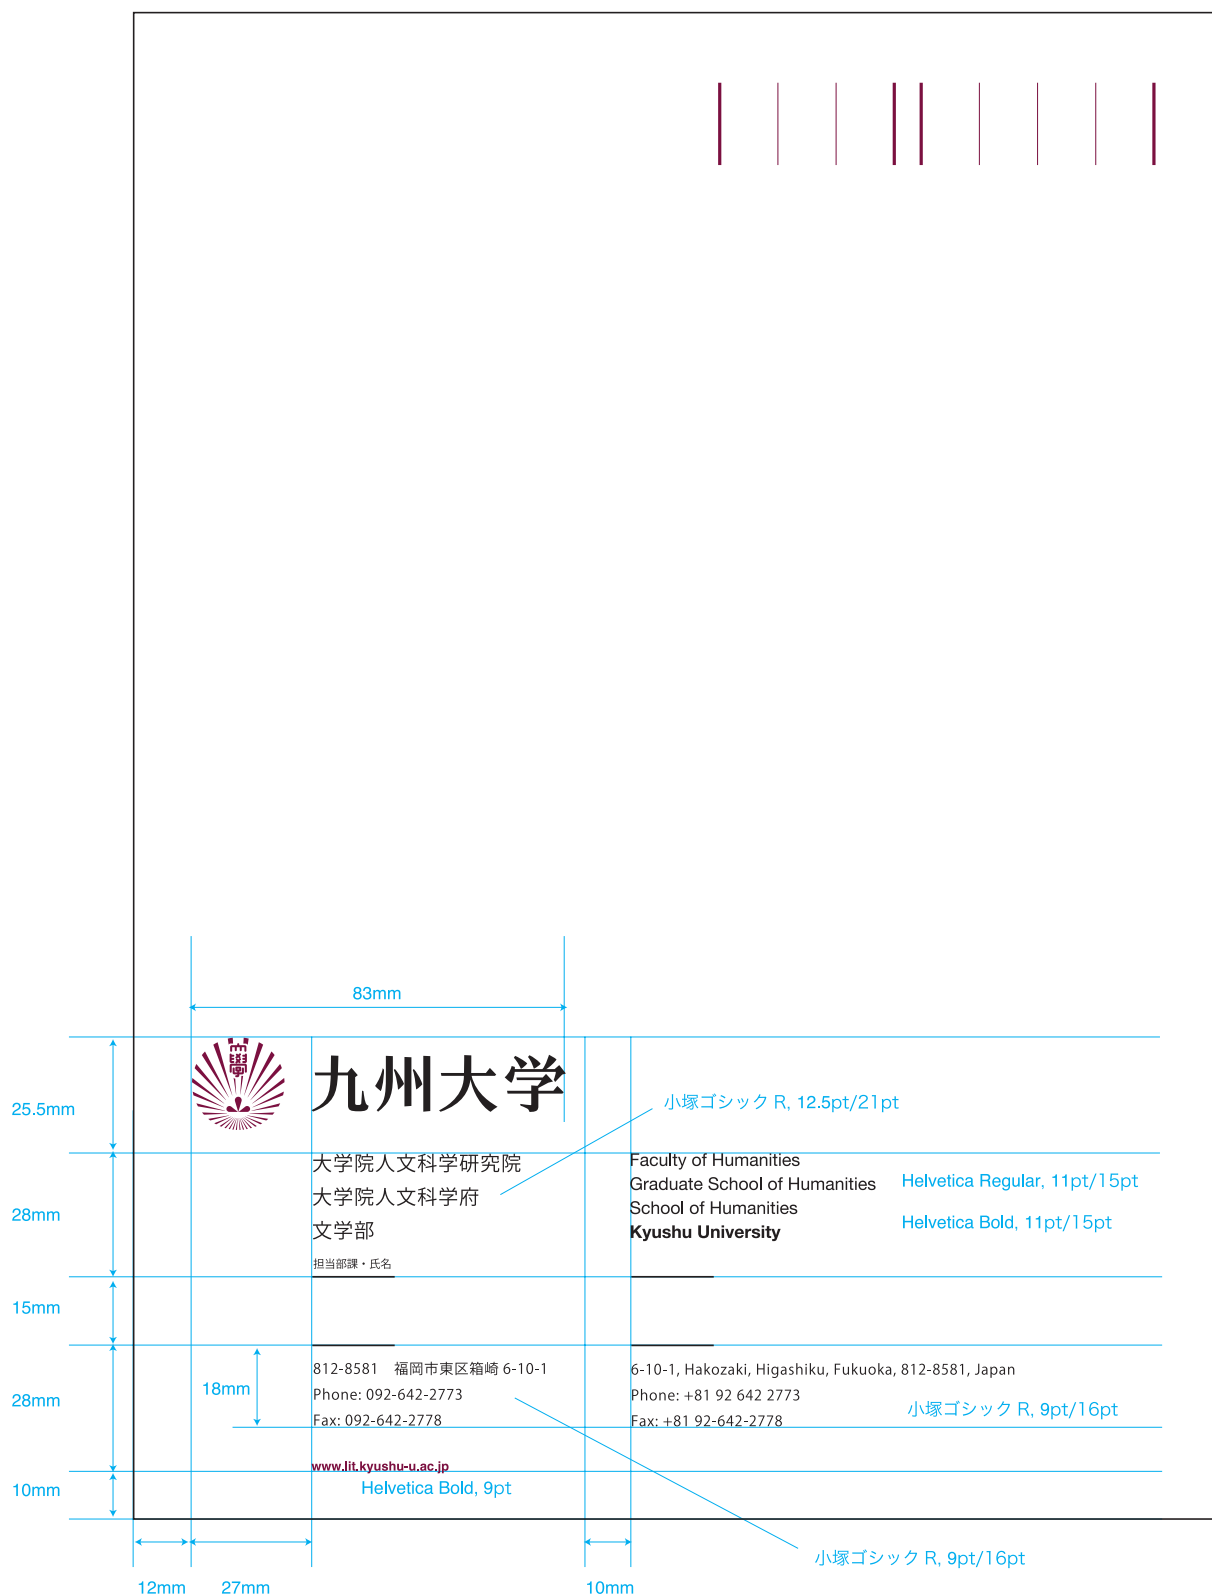 83mm
25.5mm
九州大学
小塚ゴシック R, 12.5pt/21pt
大学院人文科学研究院
大学院人文科学府
文学部
担当部課・氏名
Faculty of Humanities
Graduate School of Humanities
School of Humanities
Kyushu University
Helvetica Regular, 11pt/15pt
Helvetica Bold, 11pt/15pt
28mm
15mm
28mm
18mm
812-8581　福岡市東区箱崎 6-10-1
Phone: 092-642-2773
Fax: 092-642-2778
6-10-1, Hakozaki, Higashiku, Fukuoka, 812-8581, Japan
Phone: +81 92 642 2773
Fax: +81 92-642-2778
小塚ゴシック R, 9pt/16pt
www.lit.kyushu-u.ac.jp
Helvetica Bold, 9pt
10mm
小塚ゴシック R, 9pt/16pt
12mm
27mm
10mm